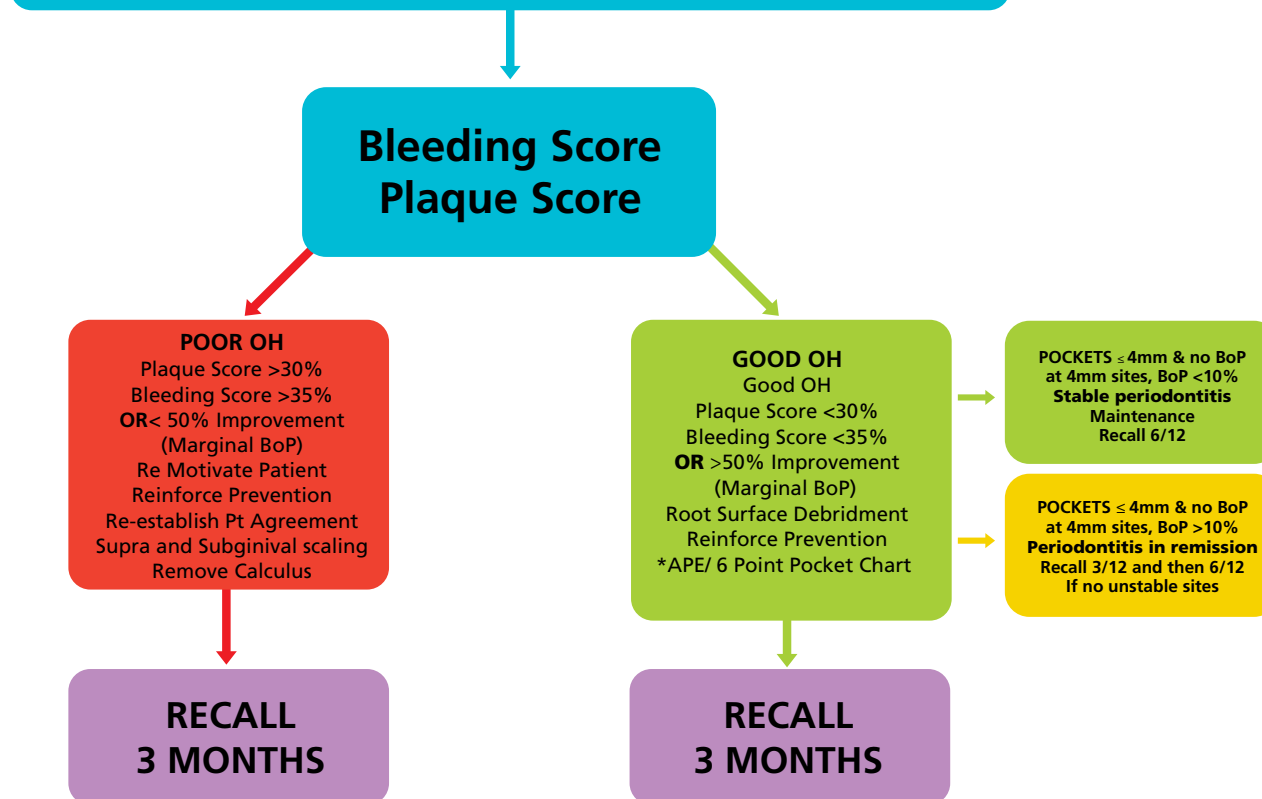 Bleeding Score
Plaque Score
POOR OH
Plaque Score >30%
Bleeding Score >35%
OR< 50% Improvement
(Marginal BoP)
Re Motivate Patient
Reinforce Prevention
Re-establish Pt Agreement
Supra and Subginival scaling
Remove Calculus
GOOD OH
Good OH
Plaque Score <30%
Bleeding Score <35%
OR >50% Improvement
(Marginal BoP)
Root Surface Debridment
Reinforce Prevention
*APE/ 6 Point Pocket Chart
POCKETS ≤ 4mm & no BoP
at 4mm sites, BoP <10%
Stable periodontitis
Maintenance
Recall 6/12
POCKETS ≤ 4mm & no BoP
at 4mm sites, BoP >10%
Periodontitis in remission
Recall 3/12 and then 6/12
If no unstable sites
RECALL
3 MONTHS
RECALL
3 MONTHS